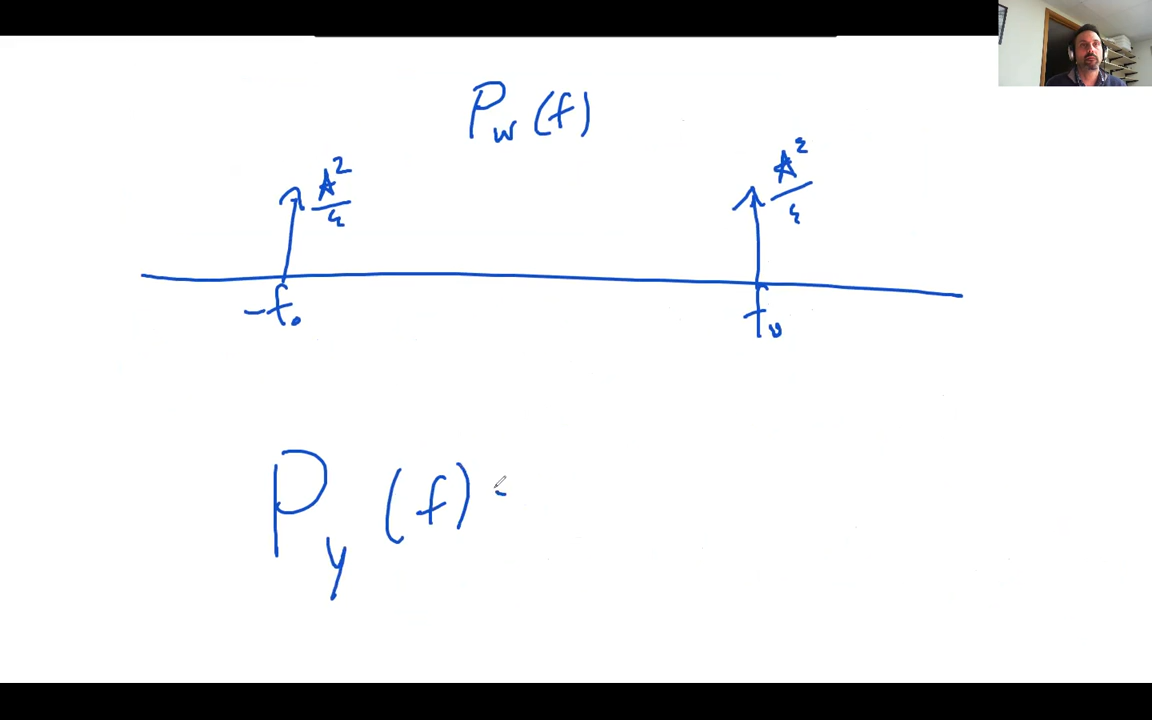 P_w (f)
A²/4 A²/4
-f₀ f₀
P_y (f) =